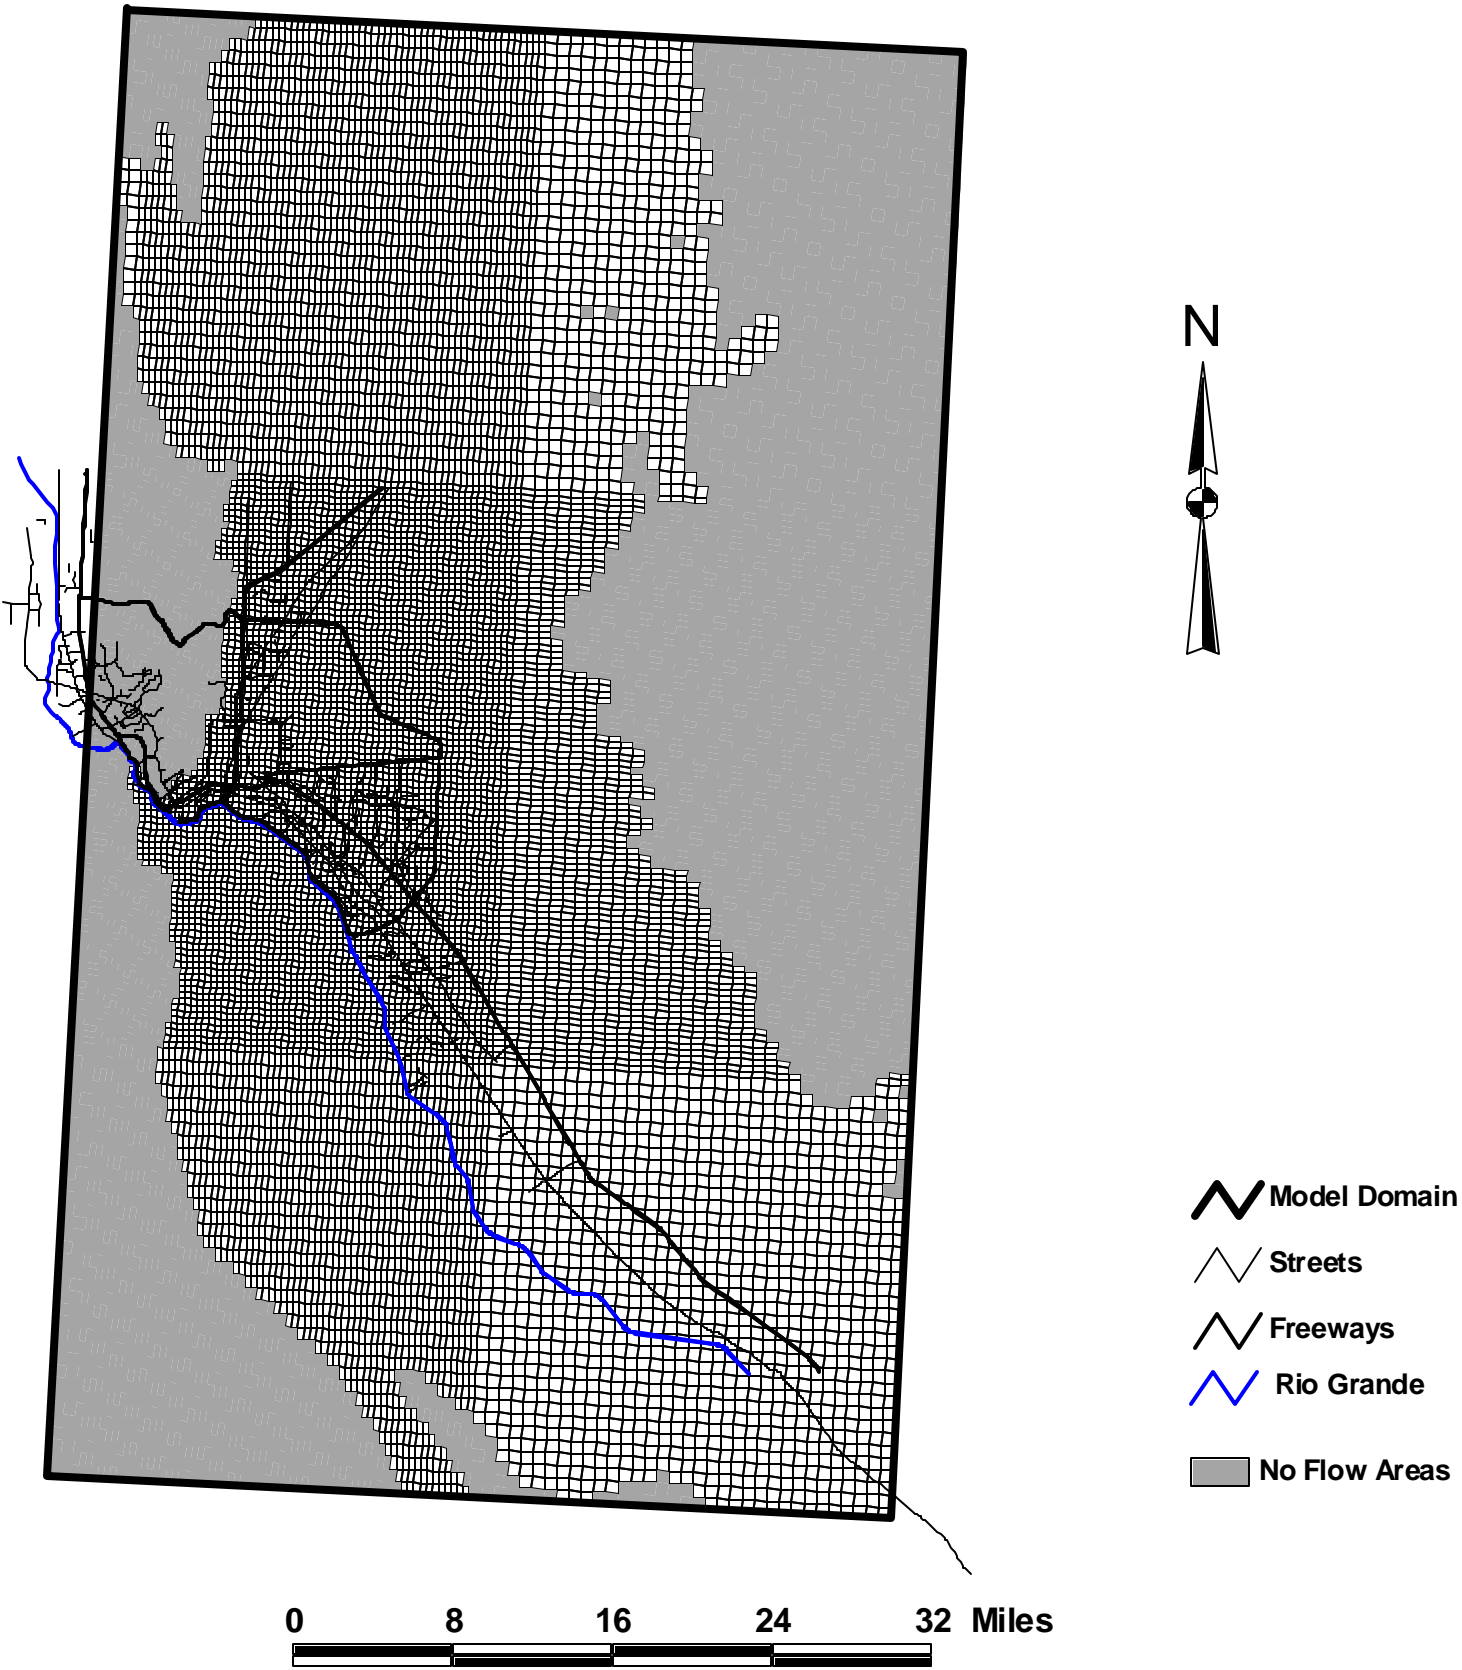 N
Model Domain
Streets
Freeways
Rio Grande
No Flow Areas
0 8 16 24 32 Miles